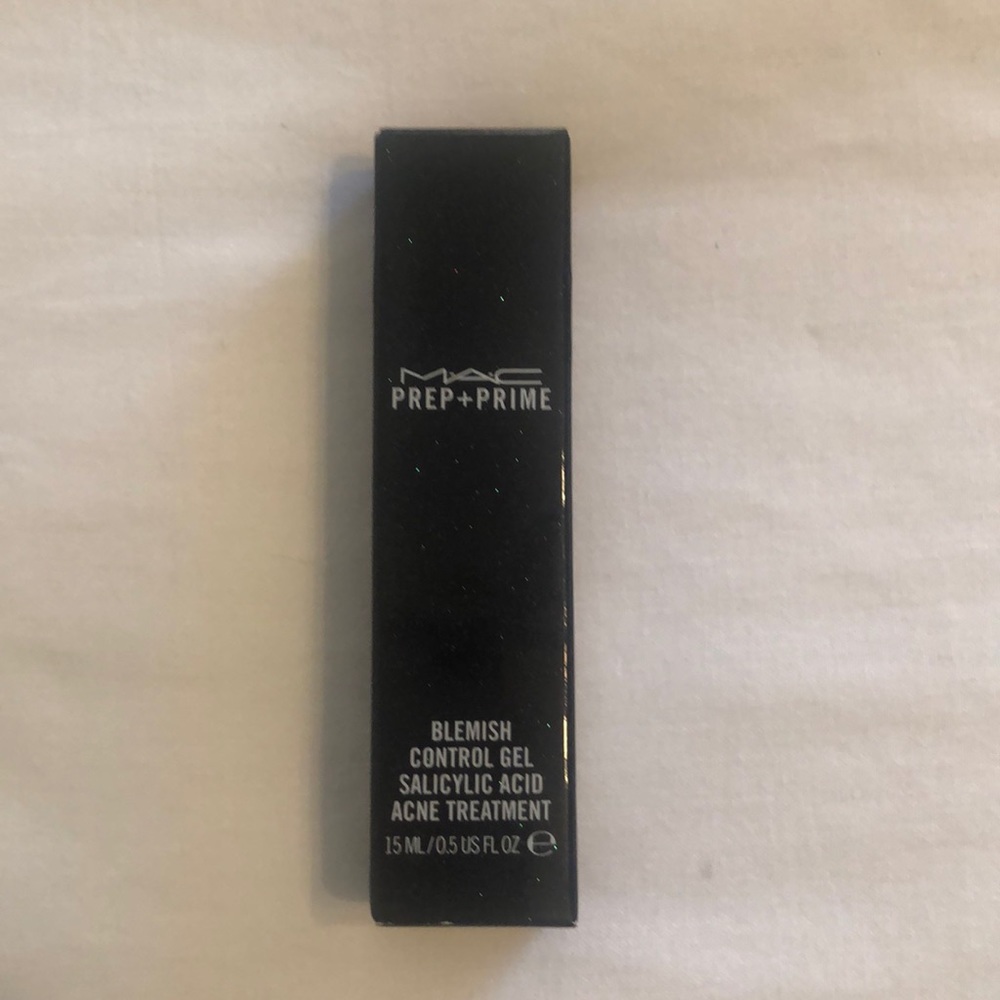 MAC
PREP+PRIME
BLEMISH
CONTROL GEL
SALICYLIC ACID
ACNE TREATMENT
15 ML / 0.5 US FL OZ ℮